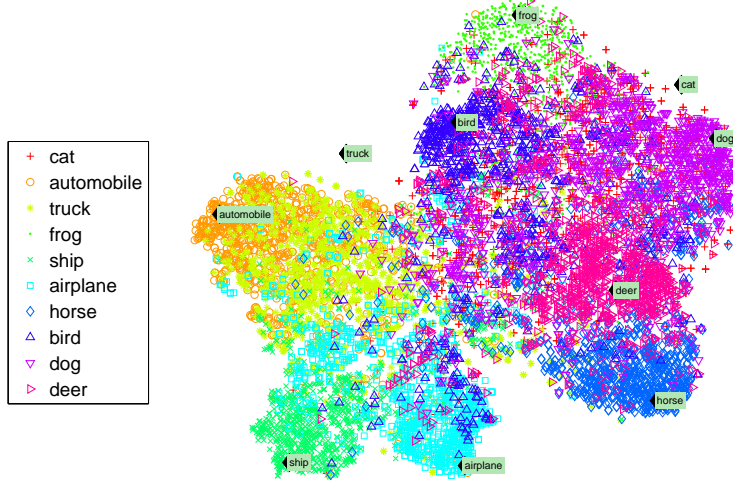 frog
cat
bird
dog
truck
cat
automobile
truck
frog
ship
airplane
horse
bird
dog
deer
automobile
deer
horse
ship
airplane